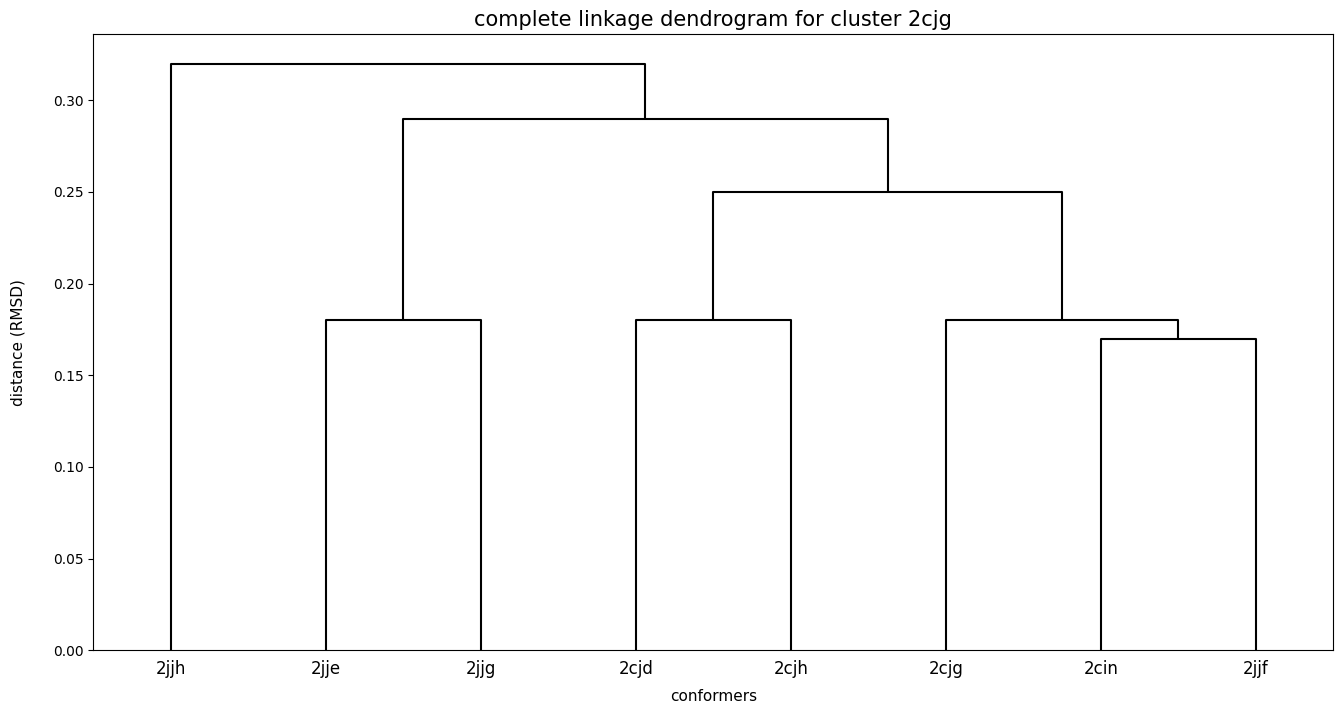 complete linkage dendrogram for cluster 2cjg
0.30
0.25
0.20
0.15
0.10
0.05
0.00
distance (RMSD)
2jjh 2jje 2jjg 2cjd 2cjh 2cjg 2cin 2jjf
conformers